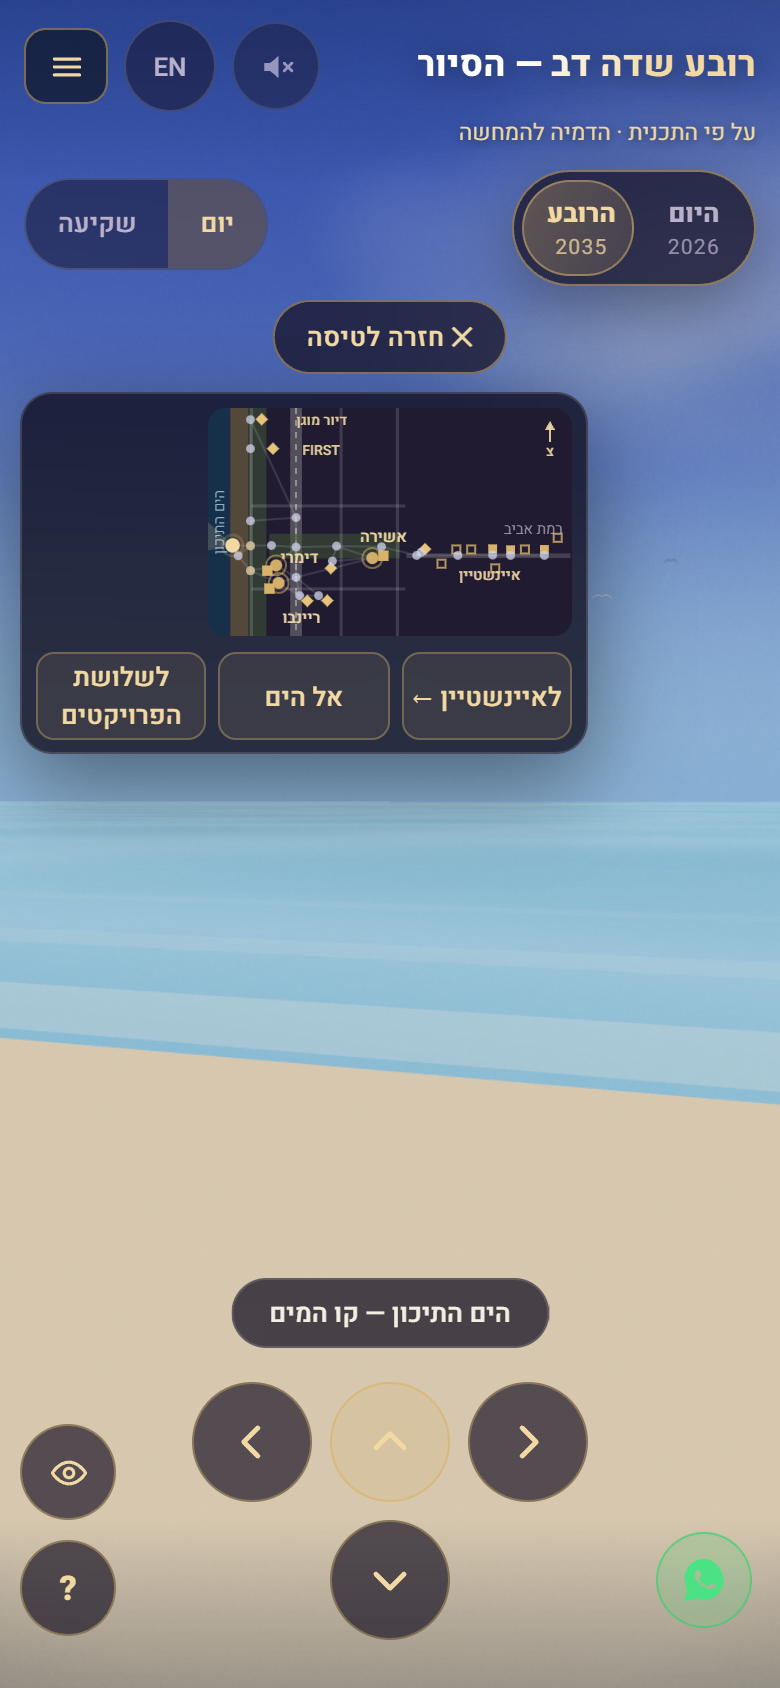 רובע שדה דב — הסיור
EN
על פי התכנית · הדמיה להמחשה
היום
2026
הרובע
2035
יום
שקיעה
חזרה לטיסה
דיור מוגן
FIRST
צ
הים התיכון
רמת אביב
אשירה
דימרי
איינשטיין
ריינבו
לאיינשטיין ←
אל הים
לשלושת
הפרויקטים
הים התיכון — קו המים
?